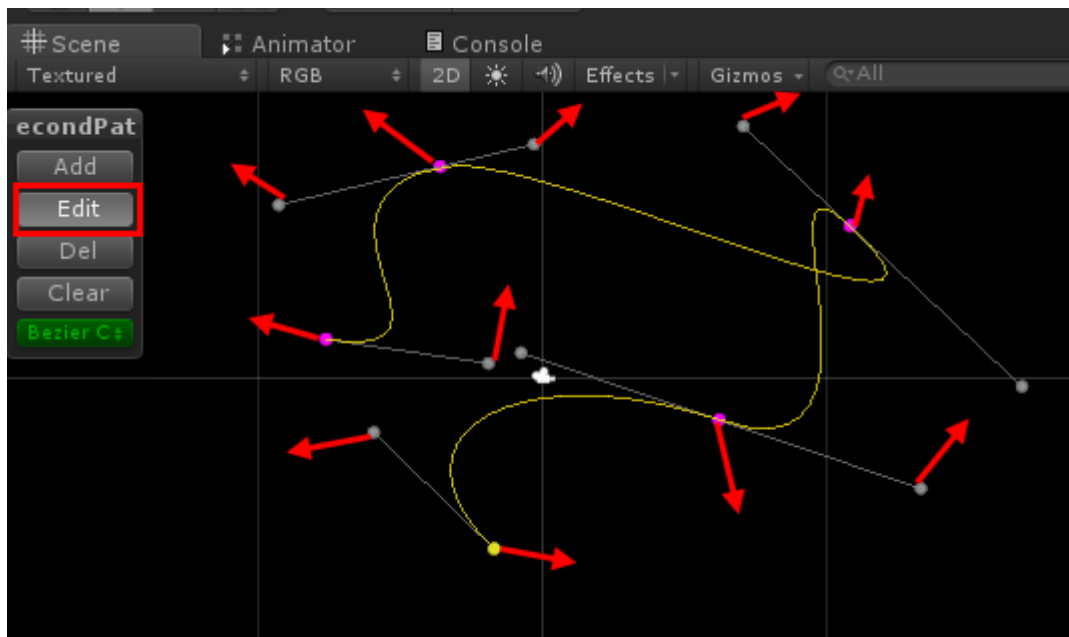 Scene Animator Console
Textured RGB 2D Effects Gizmos All
econdPat
Add
Edit
Del
Clear
Bezier C